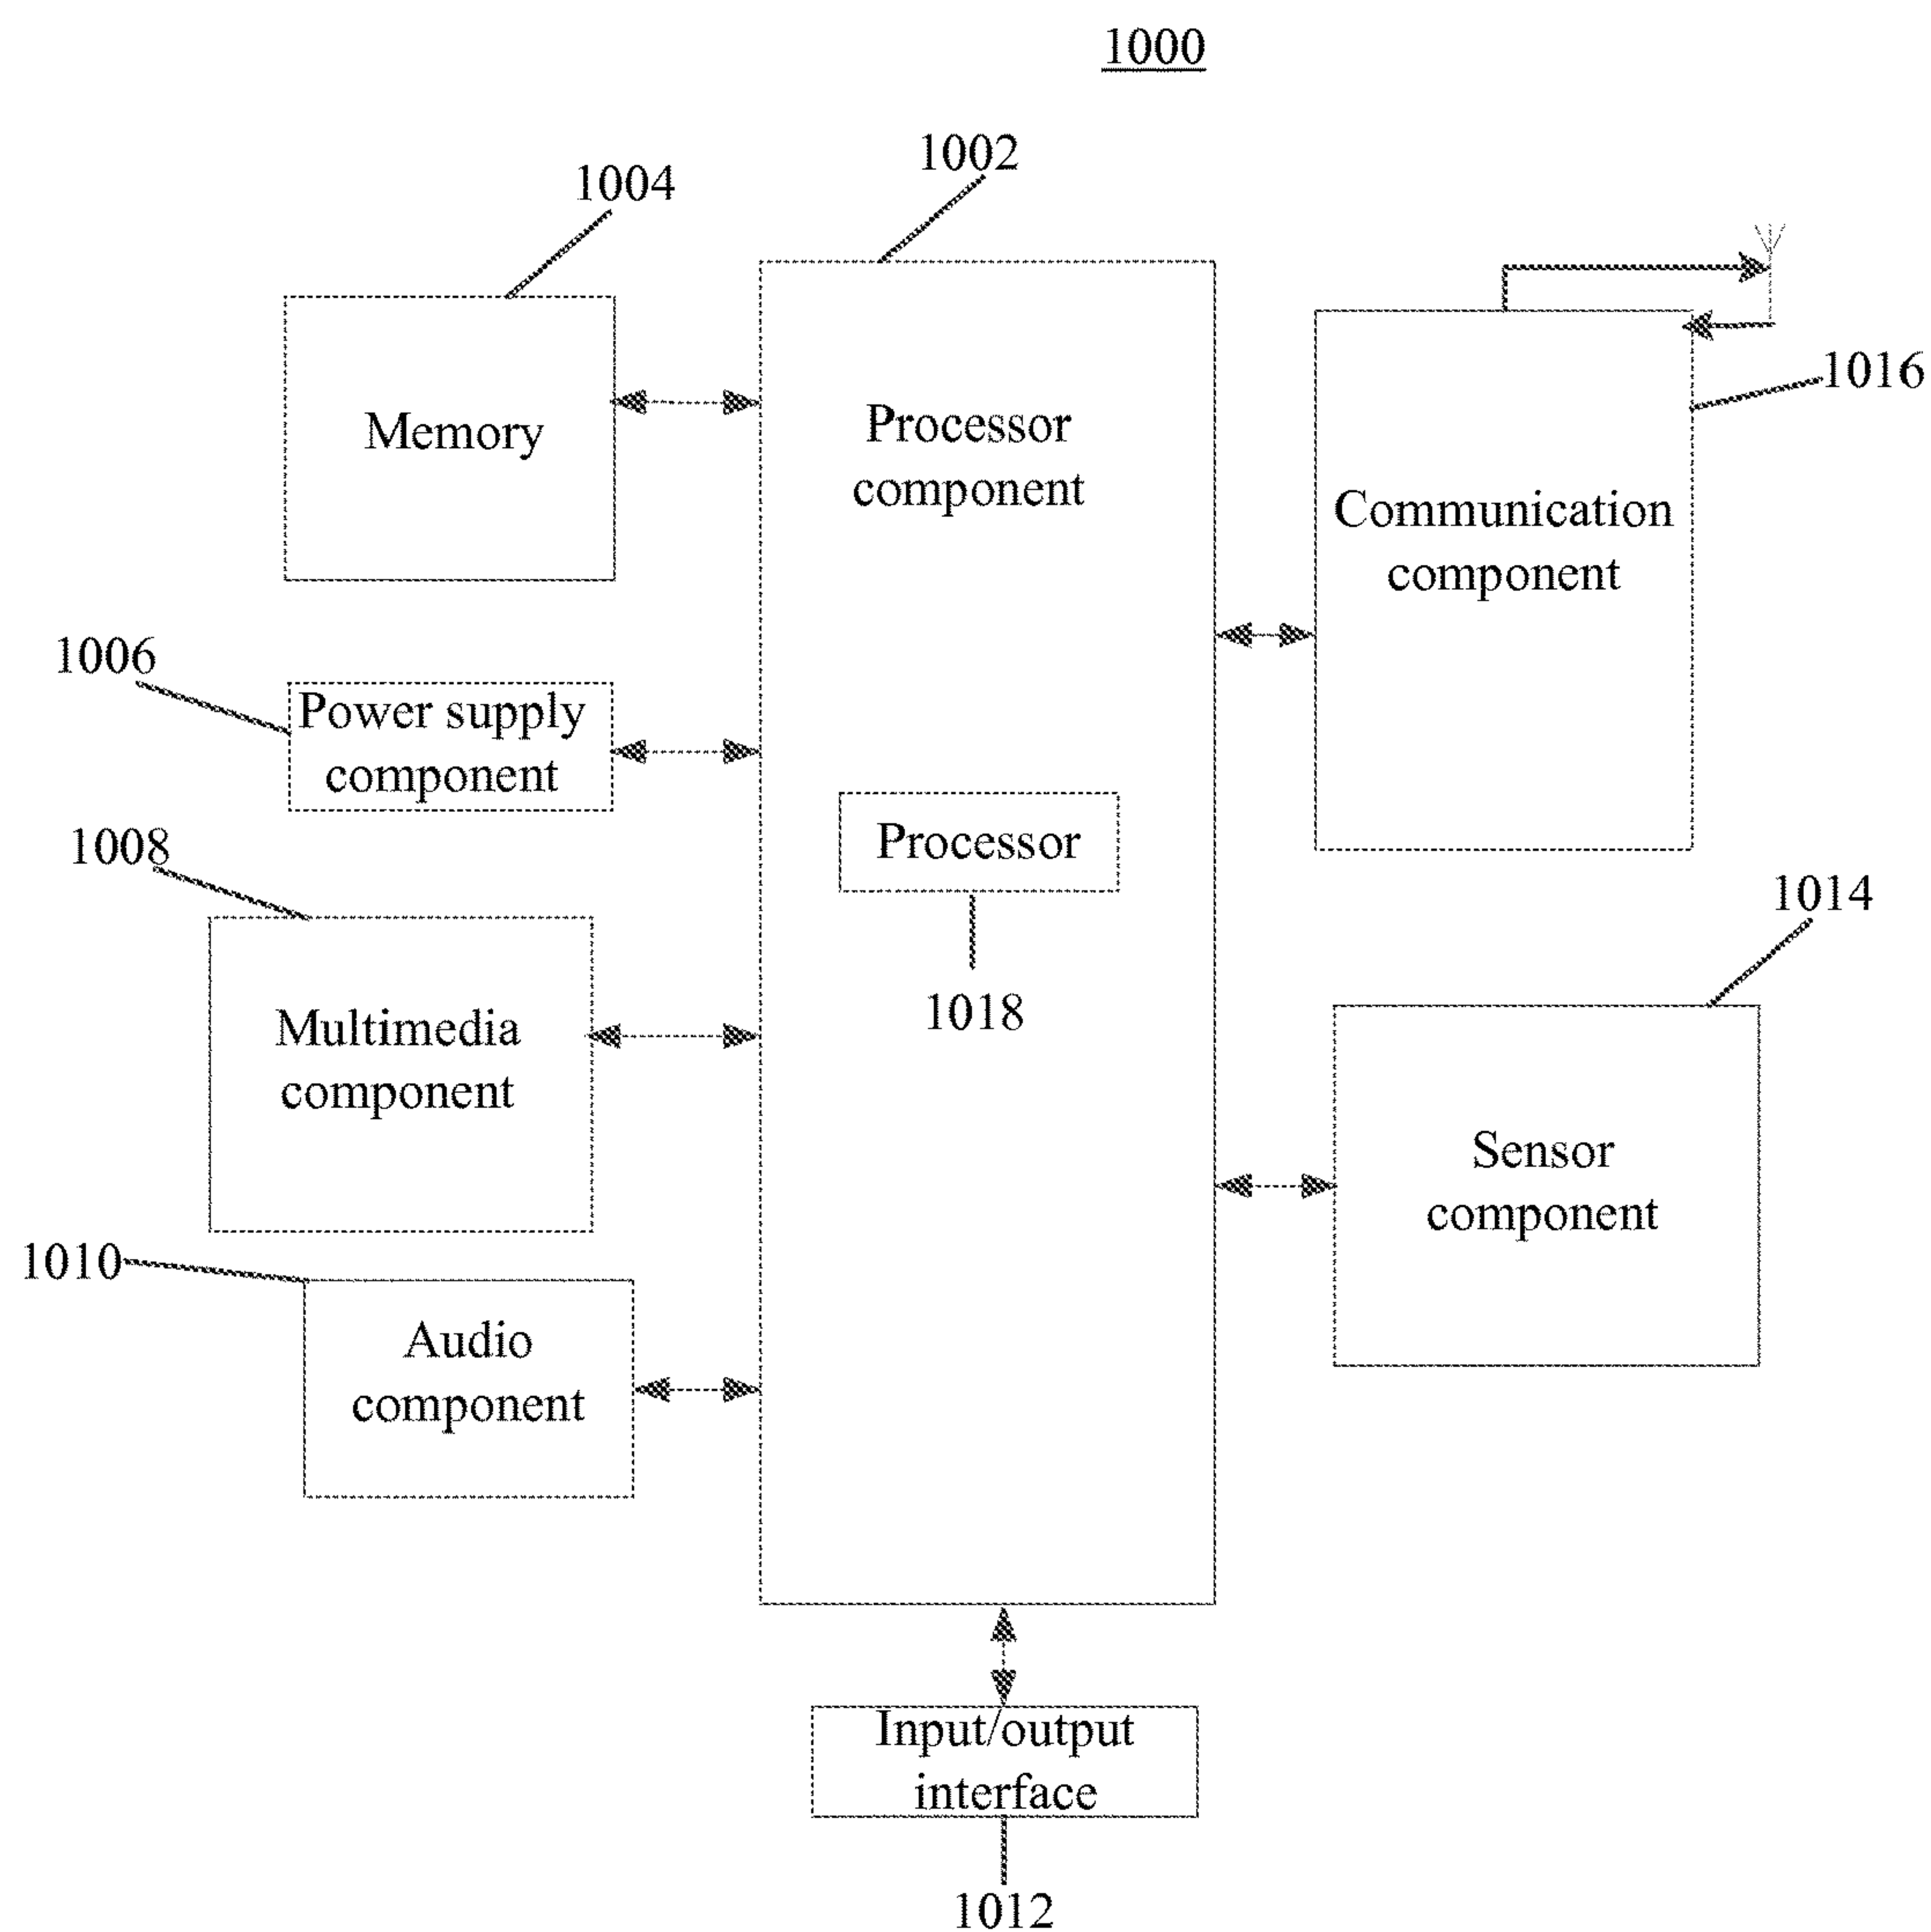 1000
1002
1004
Memory
Processor
component
1016
Communication
component
1006
Power supply
component
Processor
1018
1008
Multimedia
component
1014
Sensor
component
1010
Audio
component
Input/output
interface
1012